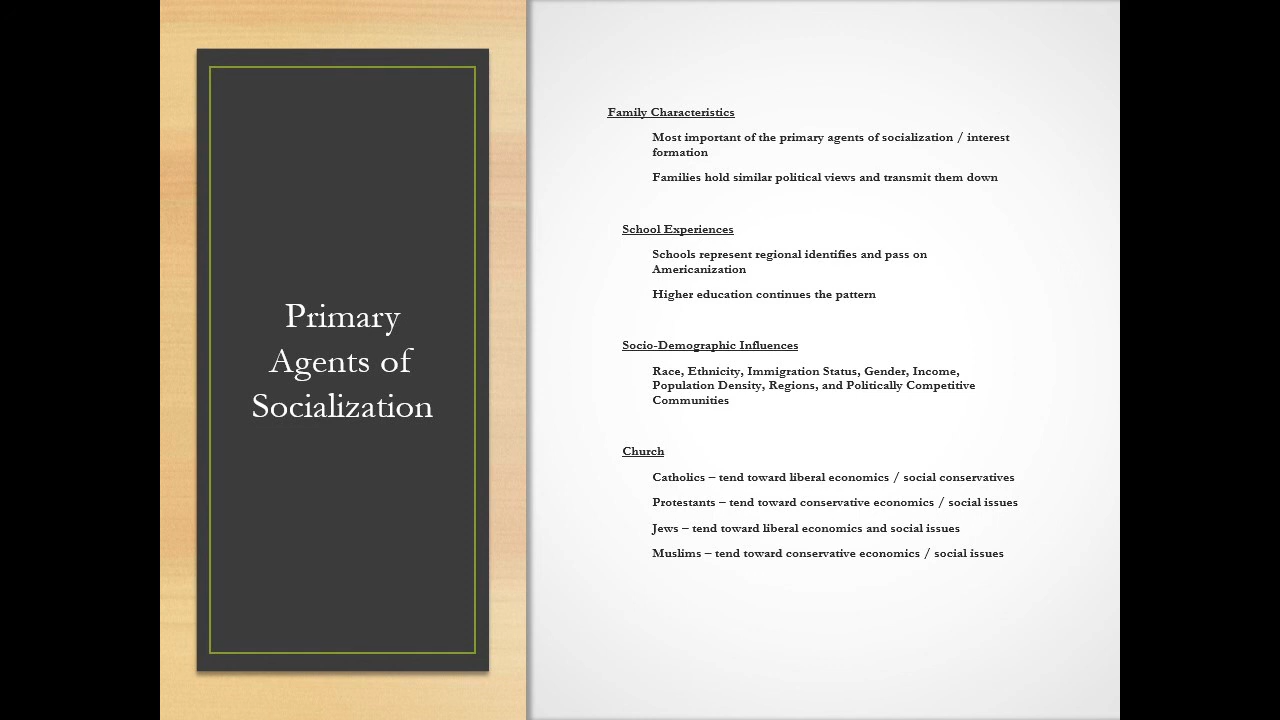 Primary
Agents of
Socialization
Family Characteristics
Most important of the primary agents of socialization / interest
formation
Families hold similar political views and transmit them down
School Experiences
Schools represent regional identifies and pass on
Americanization
Higher education continues the pattern
Socio-Demographic Influences
Race, Ethnicity, Immigration Status, Gender, Income,
Population Density, Regions, and Politically Competitive
Communities
Church
Catholics – tend toward liberal economics / social conservatives
Protestants – tend toward conservative economics / social issues
Jews – tend toward liberal economics and social issues
Muslims – tend toward conservative economics / social issues